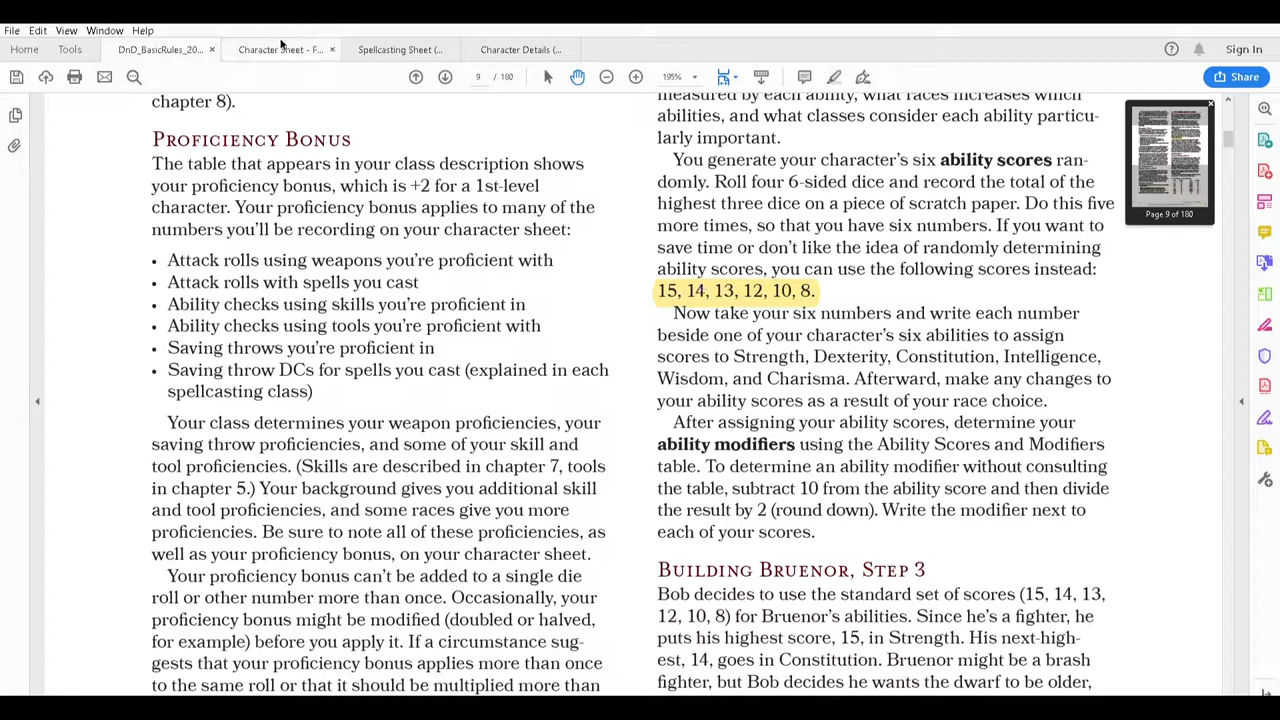 File Edit View Window Help
Home Tools DnD_BasicRules_20... × Character Sheet - F... × Spellcasting Sheet (... Character Details (... Sign In
9 / 180 195% Share
chapter 8).
Proficiency Bonus
The table that appears in your class description shows
your proficiency bonus, which is +2 for a 1st-level
character. Your proficiency bonus applies to many of the
numbers you'll be recording on your character sheet:
• Attack rolls using weapons you're proficient with
• Attack rolls with spells you cast
• Ability checks using skills you're proficient in
• Ability checks using tools you're proficient with
• Saving throws you're proficient in
• Saving throw DCs for spells you cast (explained in each
spellcasting class)
Your class determines your weapon proficiencies, your
saving throw proficiencies, and some of your skill and
tool proficiencies. (Skills are described in chapter 7, tools
in chapter 5.) Your background gives you additional skill
and tool proficiencies, and some races give you more
proficiencies. Be sure to note all of these proficiencies, as
well as your proficiency bonus, on your character sheet.
Your proficiency bonus can't be added to a single die
roll or other number more than once. Occasionally, your
proficiency bonus might be modified (doubled or halved,
for example) before you apply it. If a circumstance sug-
gests that your proficiency bonus applies more than once
to the same roll or that it should be multiplied more than
measured by each ability, what races increases which
abilities, and what classes consider each ability particu-
larly important.
You generate your character's six ability scores ran-
domly. Roll four 6-sided dice and record the total of the
highest three dice on a piece of scratch paper. Do this five
more times, so that you have six numbers. If you want to
save time or don't like the idea of randomly determining
ability scores, you can use the following scores instead:
15, 14, 13, 12, 10, 8.
Now take your six numbers and write each number
beside one of your character's six abilities to assign
scores to Strength, Dexterity, Constitution, Intelligence,
Wisdom, and Charisma. Afterward, make any changes to
your ability scores as a result of your race choice.
After assigning your ability scores, determine your
ability modifiers using the Ability Scores and Modifiers
table. To determine an ability modifier without consulting
the table, subtract 10 from the ability score and then divide
the result by 2 (round down). Write the modifier next to
each of your scores.
Building Bruenor, Step 3
Bob decides to use the standard set of scores (15, 14, 13,
12, 10, 8) for Bruenor's abilities. Since he's a fighter, he
puts his highest score, 15, in Strength. His next-high-
est, 14, goes in Constitution. Bruenor might be a brash
fighter, but Bob decides he wants the dwarf to be older,
Page 9 of 180